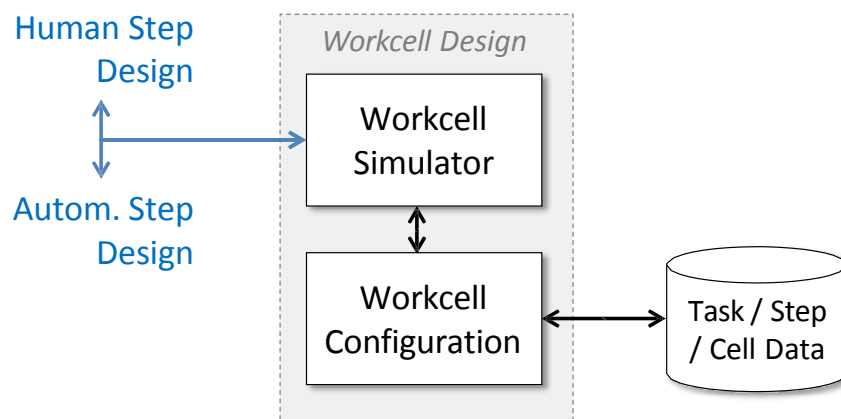 Human Step
Design
Autom. Step
Design
Workcell Design
Workcell
Simulator
Workcell
Configuration
Task / Step
/ Cell Data